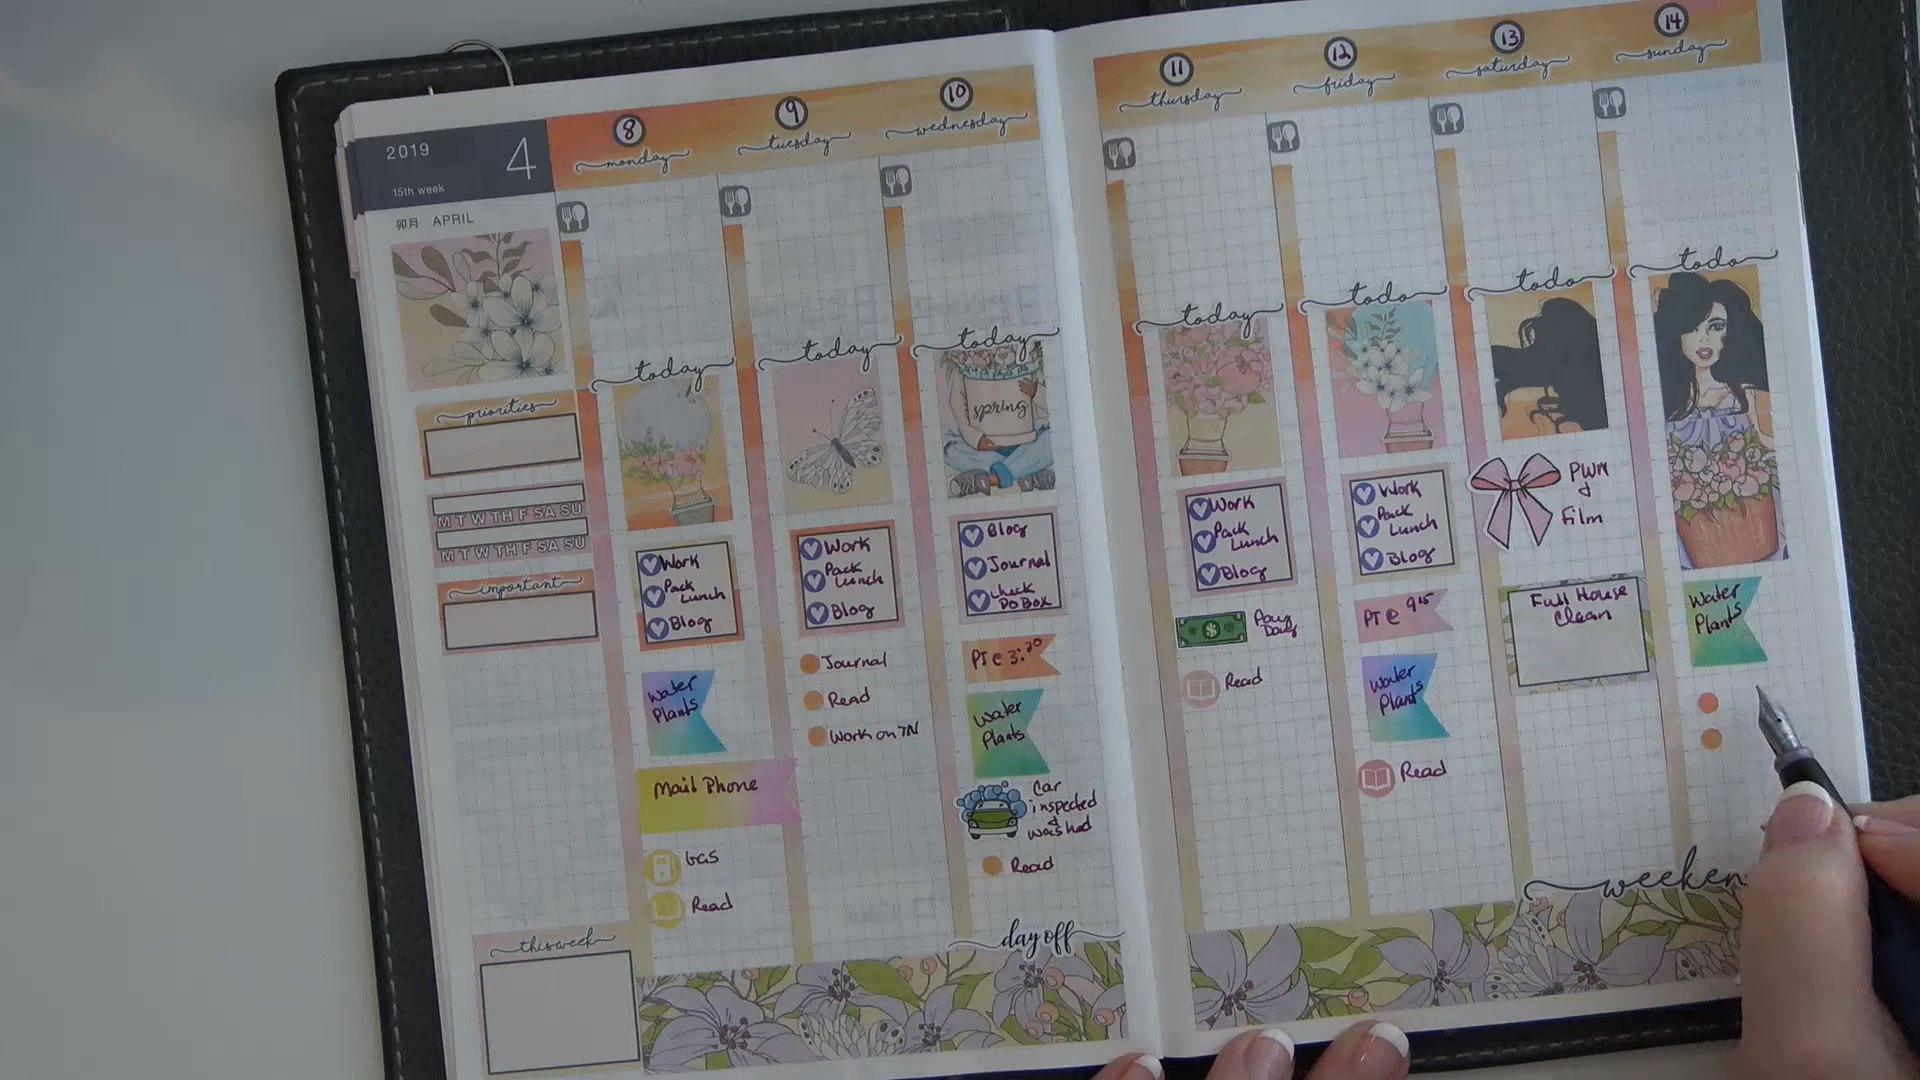 2019
4
15th week
卯月 APRIL
priorities
M T W TH F SA SU
M T W TH F SA SU
important
this week
8
monday
today
Work
Pack
Lunch
Blog
Water
Plants
Mail Phone
Gas
Read
9
tuesday
today
Work
Pack
Lunch
Blog
Journal
Read
Work on TN
10
wednesday
today
spring
Blog
Journal
Check
PO Box
PT @ 3:30
Water
Plants
Car
inspected
&
washed
Read
day off
11
thursday
today
Work
Pack
Lunch
Blog
$
Pay
Day
Read
12
friday
todo
Work
Pack
Lunch
Blog
PT @ 9:15
Water
Plants
Read
13
saturday
todo
PWM
&
Film
Full House
Clean
14
sunday
todo
Water
Plants
weeken